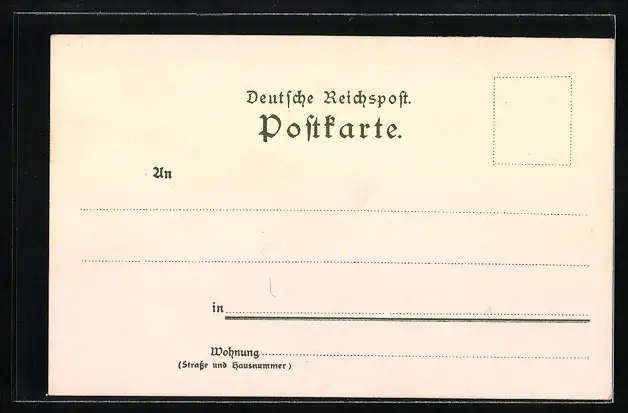 Deutsche Reichspost.
Postkarte.
An
in
Wohnung
(Straße und Hausnummer)